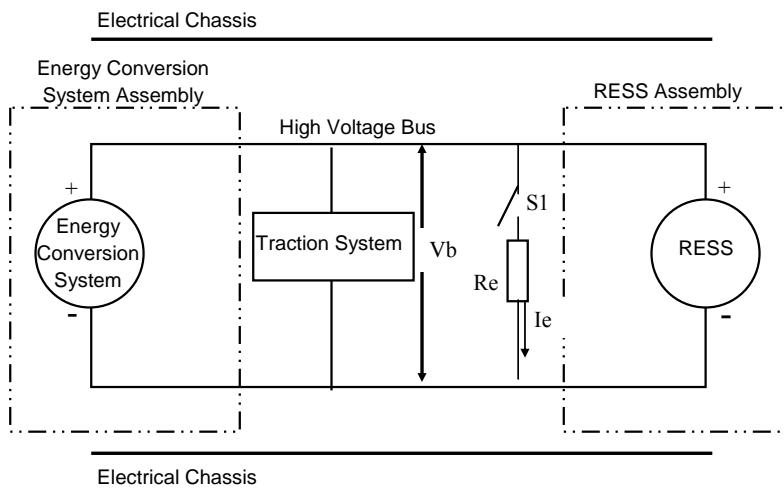 Electrical Chassis
Energy Conversion
System Assembly
RESS Assembly
High Voltage Bus
+
+
S1
Energy
Conversion
System
Traction System
Vb
RESS
Re
Ie
-
-
Electrical Chassis